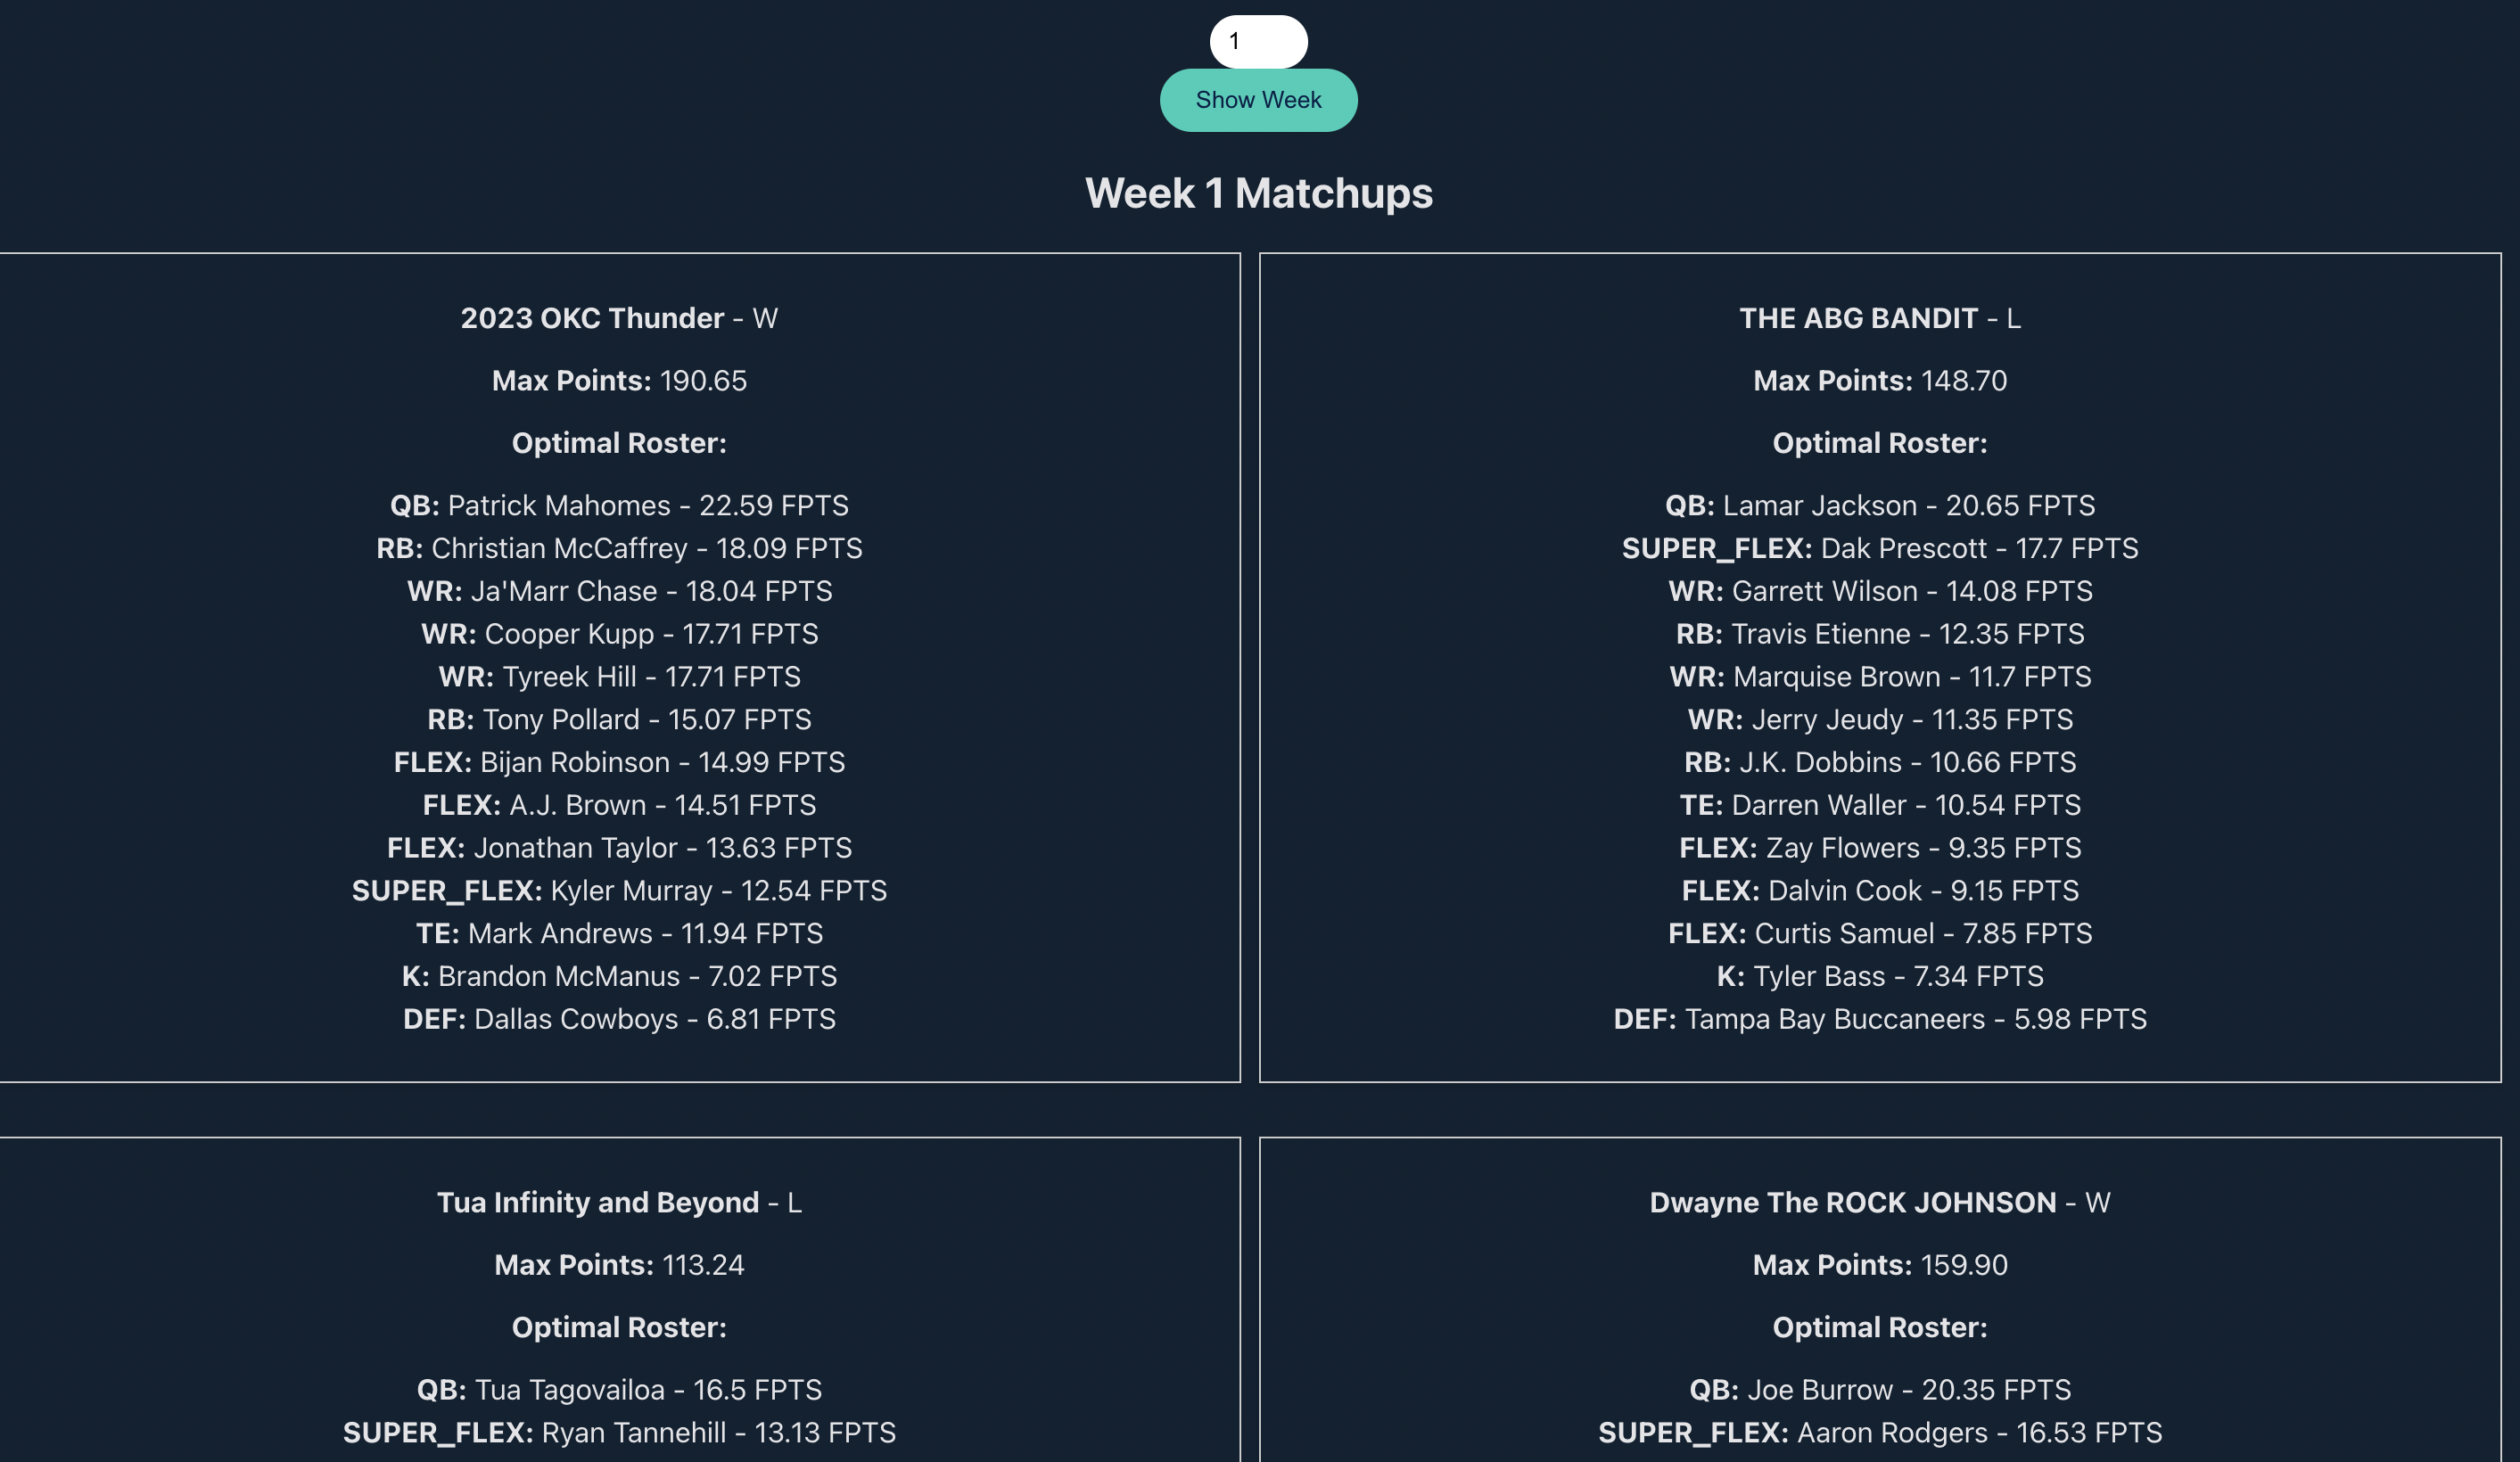 1
Show Week
Week 1 Matchups
2023 OKC Thunder - W
Max Points: 190.65
Optimal Roster:
QB: Patrick Mahomes - 22.59 FPTS
RB: Christian McCaffrey - 18.09 FPTS
WR: Ja'Marr Chase - 18.04 FPTS
WR: Cooper Kupp - 17.71 FPTS
WR: Tyreek Hill - 17.71 FPTS
RB: Tony Pollard - 15.07 FPTS
FLEX: Bijan Robinson - 14.99 FPTS
FLEX: A.J. Brown - 14.51 FPTS
FLEX: Jonathan Taylor - 13.63 FPTS
SUPER_FLEX: Kyler Murray - 12.54 FPTS
TE: Mark Andrews - 11.94 FPTS
K: Brandon McManus - 7.02 FPTS
DEF: Dallas Cowboys - 6.81 FPTS
THE ABG BANDIT - L
Max Points: 148.70
Optimal Roster:
QB: Lamar Jackson - 20.65 FPTS
SUPER_FLEX: Dak Prescott - 17.7 FPTS
WR: Garrett Wilson - 14.08 FPTS
RB: Travis Etienne - 12.35 FPTS
WR: Marquise Brown - 11.7 FPTS
WR: Jerry Jeudy - 11.35 FPTS
RB: J.K. Dobbins - 10.66 FPTS
TE: Darren Waller - 10.54 FPTS
FLEX: Zay Flowers - 9.35 FPTS
FLEX: Dalvin Cook - 9.15 FPTS
FLEX: Curtis Samuel - 7.85 FPTS
K: Tyler Bass - 7.34 FPTS
DEF: Tampa Bay Buccaneers - 5.98 FPTS
Tua Infinity and Beyond - L
Max Points: 113.24
Optimal Roster:
QB: Tua Tagovailoa - 16.5 FPTS
SUPER_FLEX: Ryan Tannehill - 13.13 FPTS
Dwayne The ROCK JOHNSON - W
Max Points: 159.90
Optimal Roster:
QB: Joe Burrow - 20.35 FPTS
SUPER_FLEX: Aaron Rodgers - 16.53 FPTS